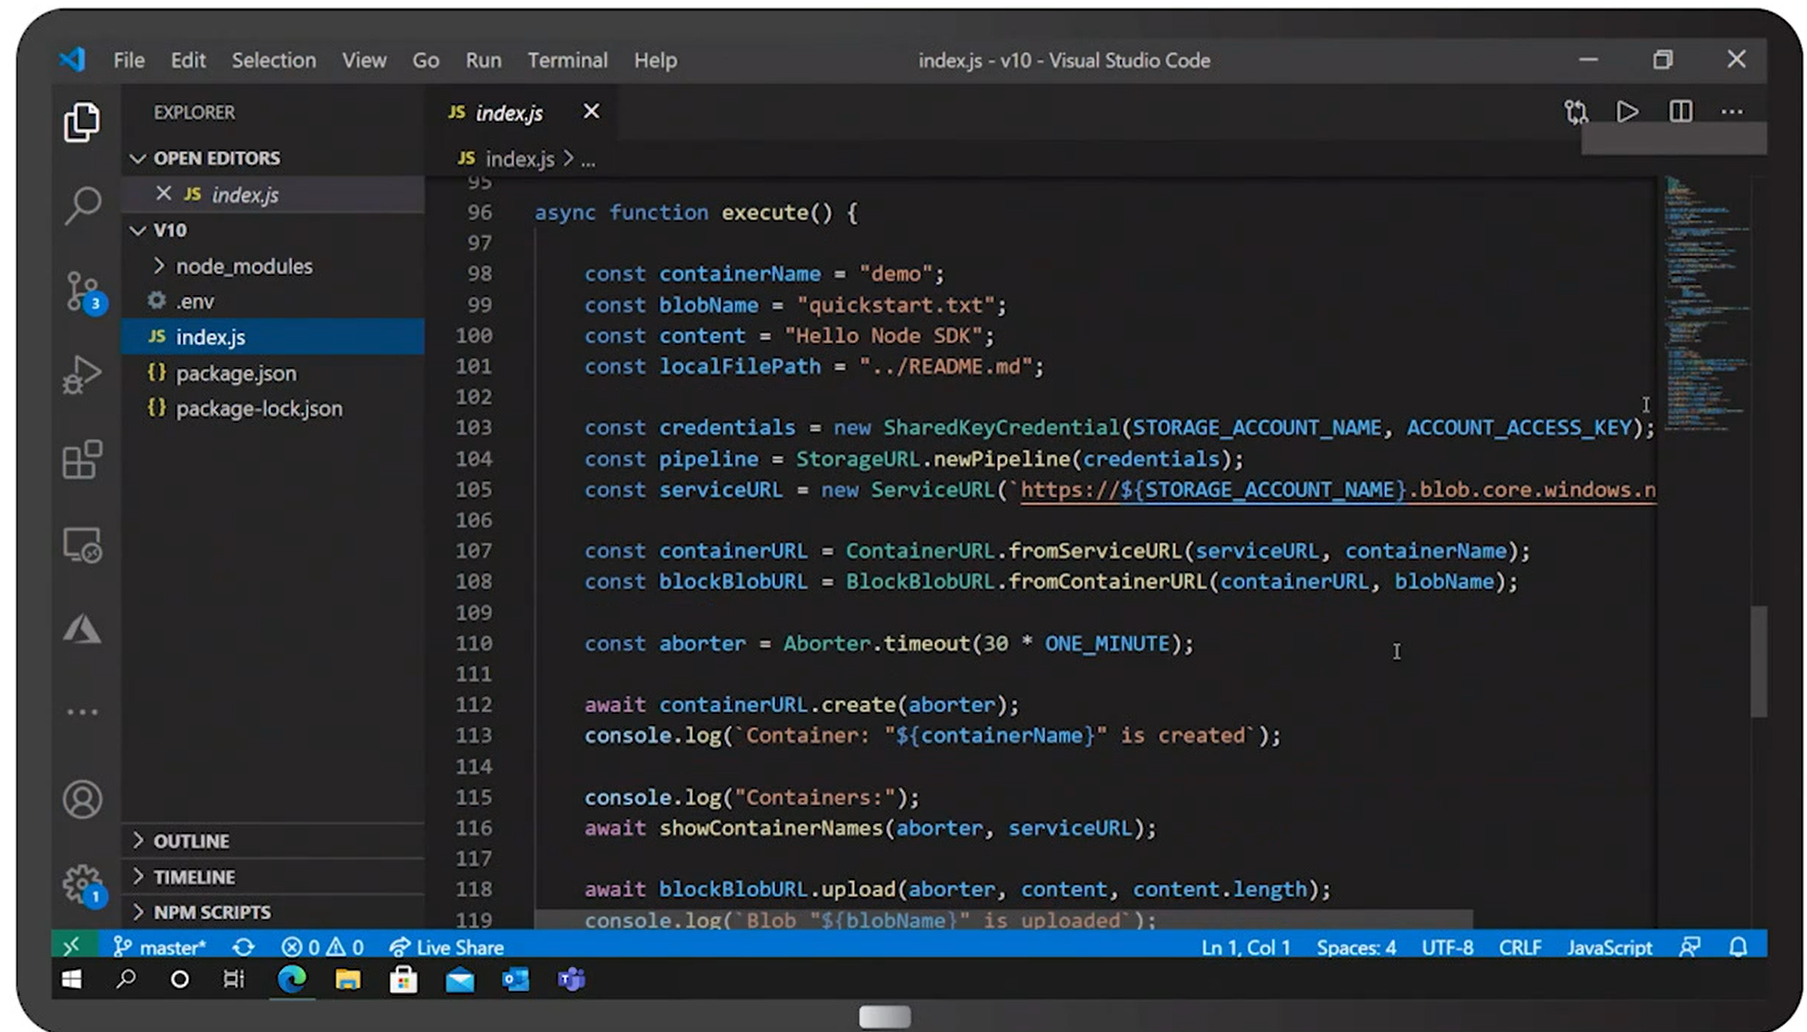 File Edit Selection View Go Run Terminal Help
index.js - v10 - Visual Studio Code
EXPLORER
OPEN EDITORS
JS index.js
V10
node_modules
.env
JS index.js
{} package.json
{} package-lock.json
OUTLINE
TIMELINE
NPM SCRIPTS
3
1
JS index.js
JS index.js > ...
95
96 async function execute() {
97
98 const containerName = "demo";
99 const blobName = "quickstart.txt";
100 const content = "Hello Node SDK";
101 const localFilePath = "../README.md";
102
103 const credentials = new SharedKeyCredential(STORAGE_ACCOUNT_NAME, ACCOUNT_ACCESS_KEY);
104 const pipeline = StorageURL.newPipeline(credentials);
105 const serviceURL = new ServiceURL(`https://${STORAGE_ACCOUNT_NAME}.blob.core.windows.n
106
107 const containerURL = ContainerURL.fromServiceURL(serviceURL, containerName);
108 const blockBlobURL = BlockBlobURL.fromContainerURL(containerURL, blobName);
109
110 const aborter = Aborter.timeout(30 * ONE_MINUTE);
111
112 await containerURL.create(aborter);
113 console.log(`Container: "${containerName}" is created`);
114
115 console.log("Containers:");
116 await showContainerNames(aborter, serviceURL);
117
118 await blockBlobURL.upload(aborter, content, content.length);
119 console.log(`Blob "${blobName}" is uploaded`);
master* 0 0 Live Share Ln 1, Col 1 Spaces: 4 UTF-8 CRLF JavaScript